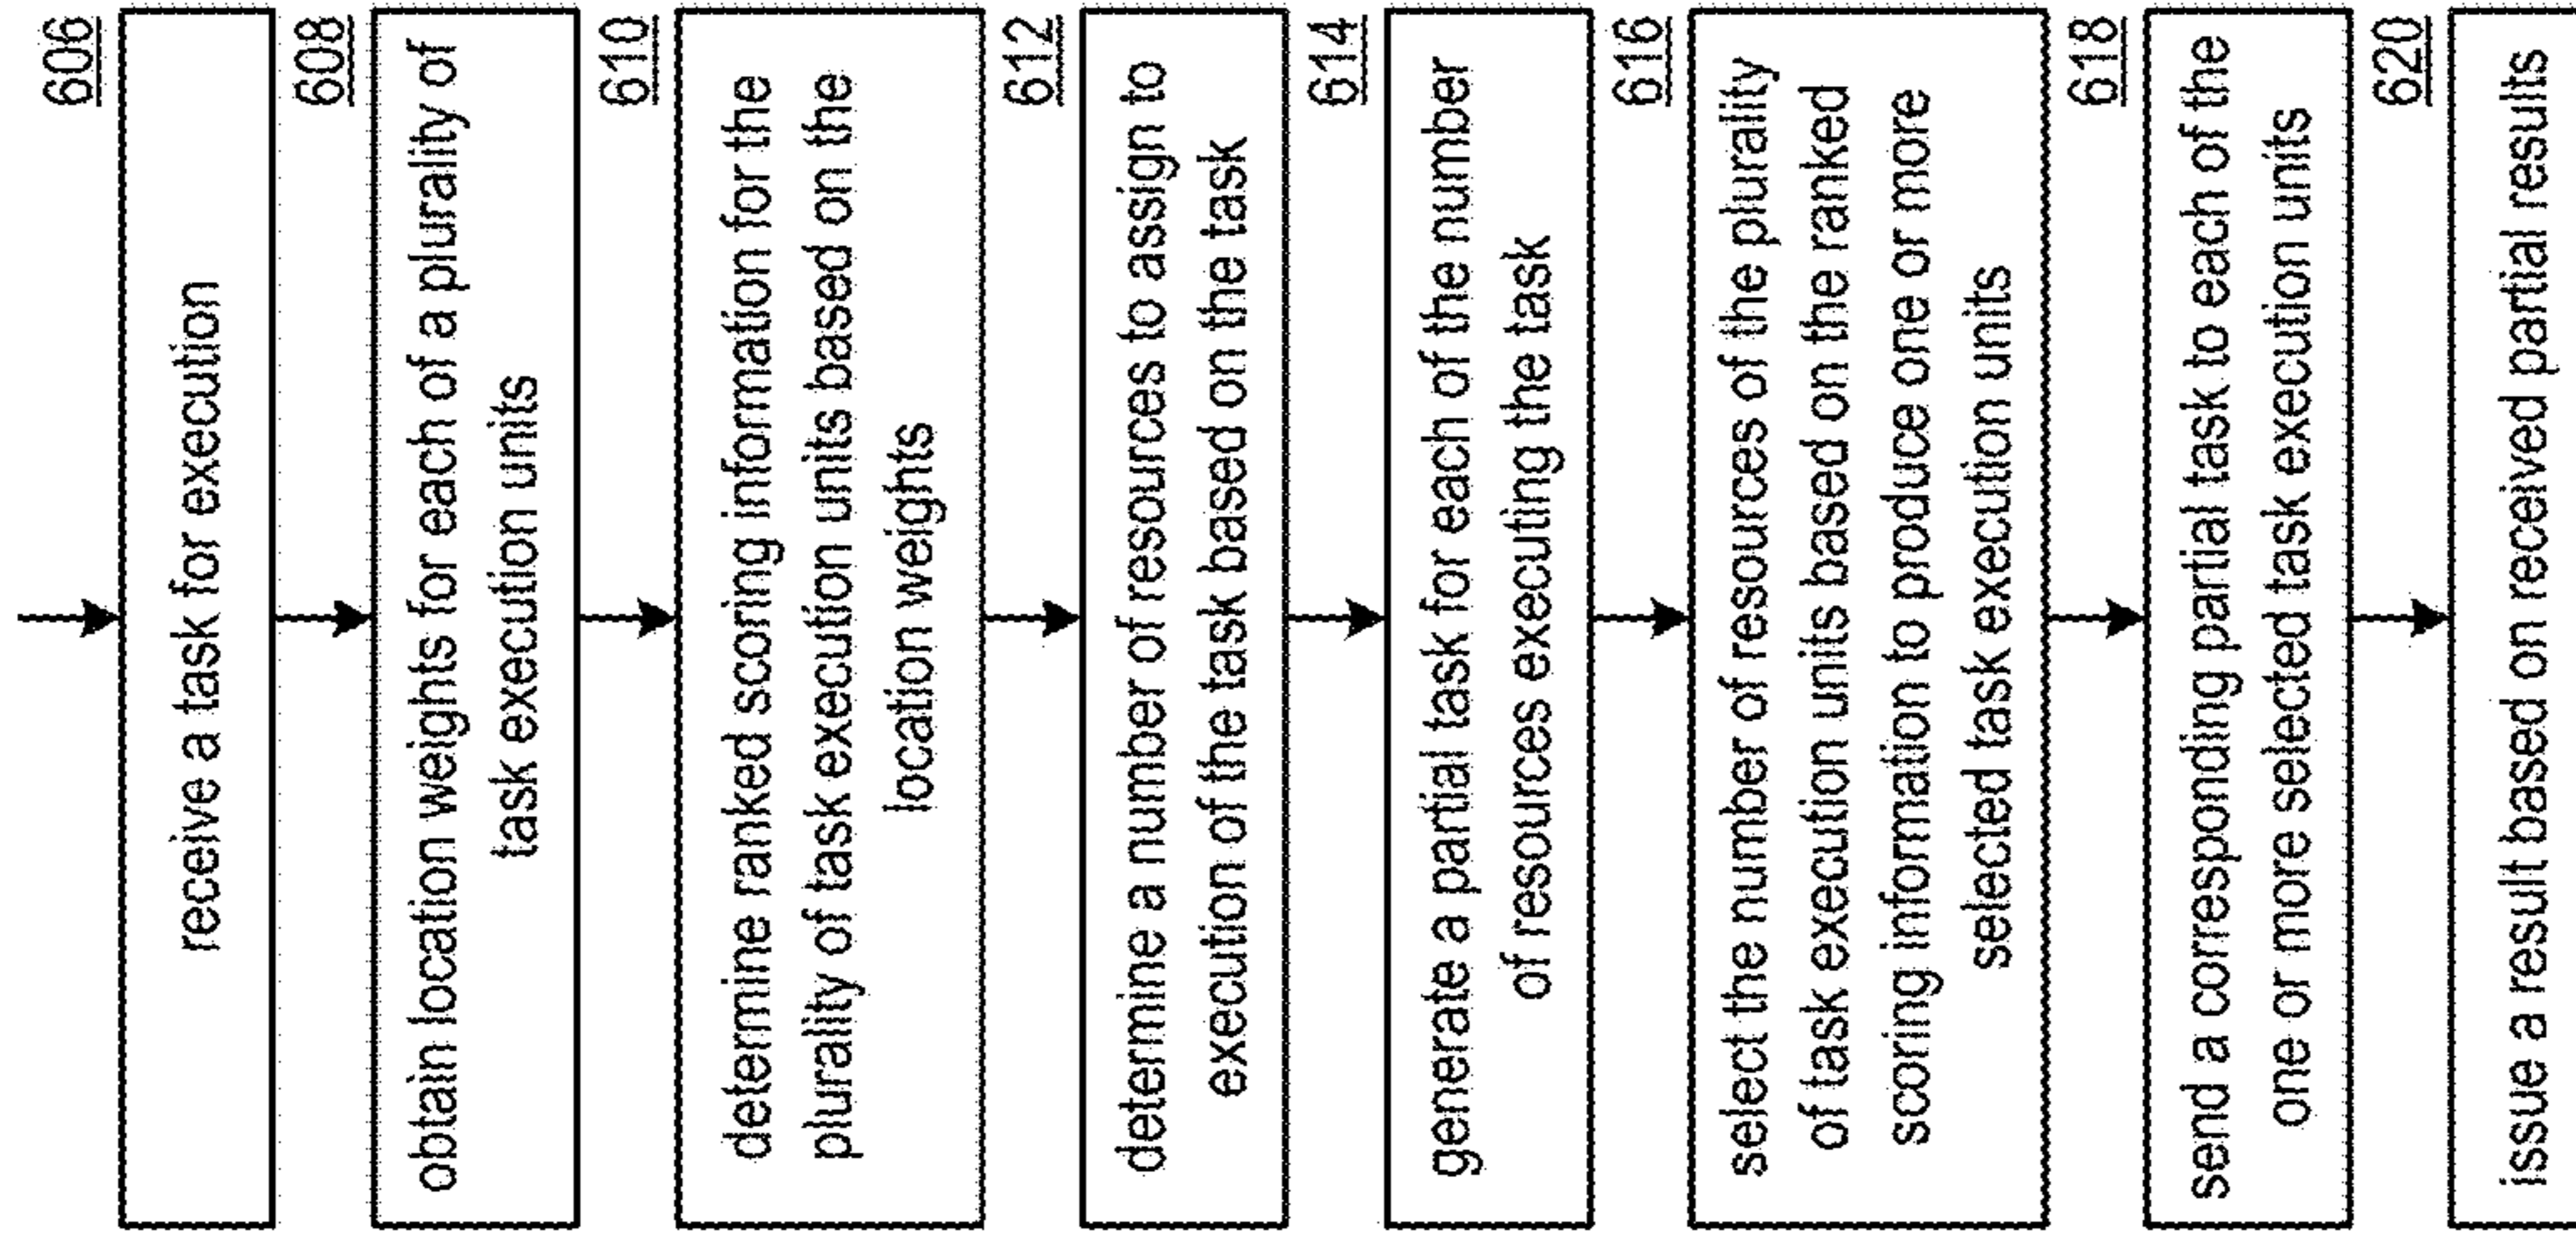 606
receive a task for execution
608
obtain location weights for each of a plurality of
task execution units
610
determine ranked scoring information for the
plurality of task execution units based on the
location weights
612
determine a number of resources to assign to
execution of the task based on the task
614
generate a partial task for each of the number
of resources executing the task
616
select the number of resources of the plurality
of task execution units based on the ranked
scoring information to produce one or more
selected task execution units
618
send a corresponding partial task to each of the
one or more selected task execution units
620
issue a result based on received partial results